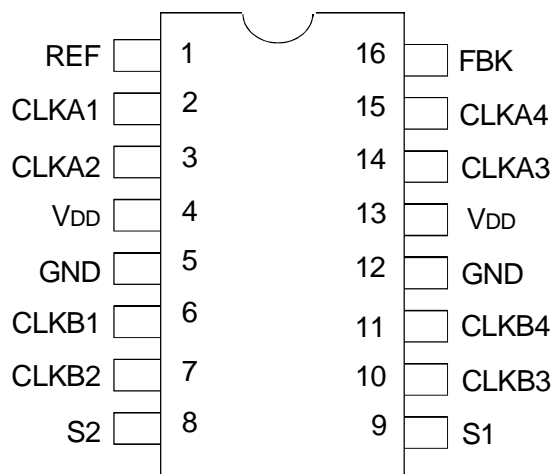 REF 1 16 FBK
CLKA1 2 15 CLKA4
CLKA2 3 14 CLKA3
VDD 4 13 VDD
GND 5 12 GND
CLKB1 6 11 CLKB4
CLKB2 7 10 CLKB3
S2 8 9 S1